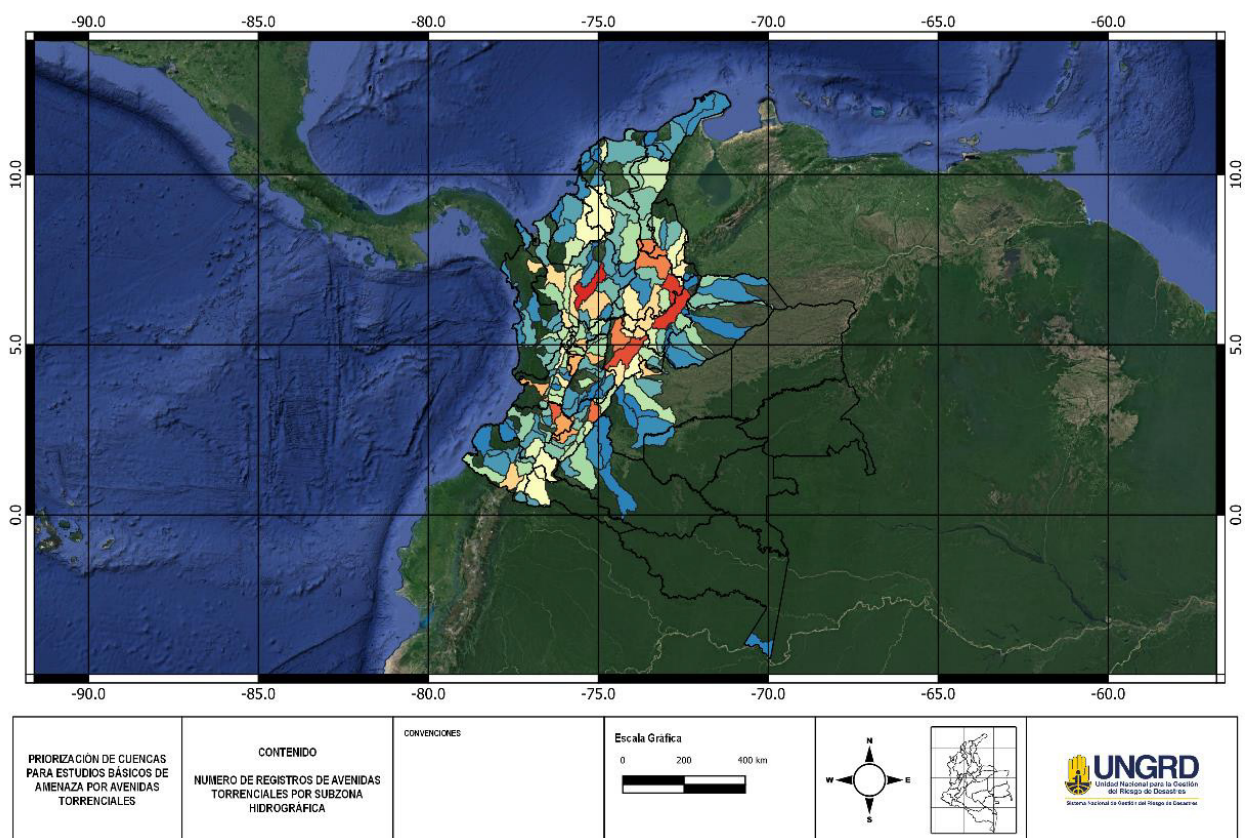 -90.0 -85.0 -80.0 -75.0 -70.0 -65.0 -60.0
10.0 10.0
5.0 5.0
0.0 0.0
-90.0 -85.0 -80.0 -75.0 -70.0 -65.0 -60.0
PRIORIZACIÓN DE CUENCAS
PARA ESTUDIOS BÁSICOS DE
AMENAZA POR AVENIDAS
TORRENCIALES
CONTENIDO
NUMERO DE REGISTROS DE AVENIDAS
TORRENCIALES POR SUBZONA
HIDROGRÁFICA
CONVENCIONES
Escala Gráfica
0 200 400 km
N
W E
S
UNGRD
Unidad Nacional para la Gestión
del Riesgo de Desastres
Sistema Nacional de Gestión del Riesgo de Desastres